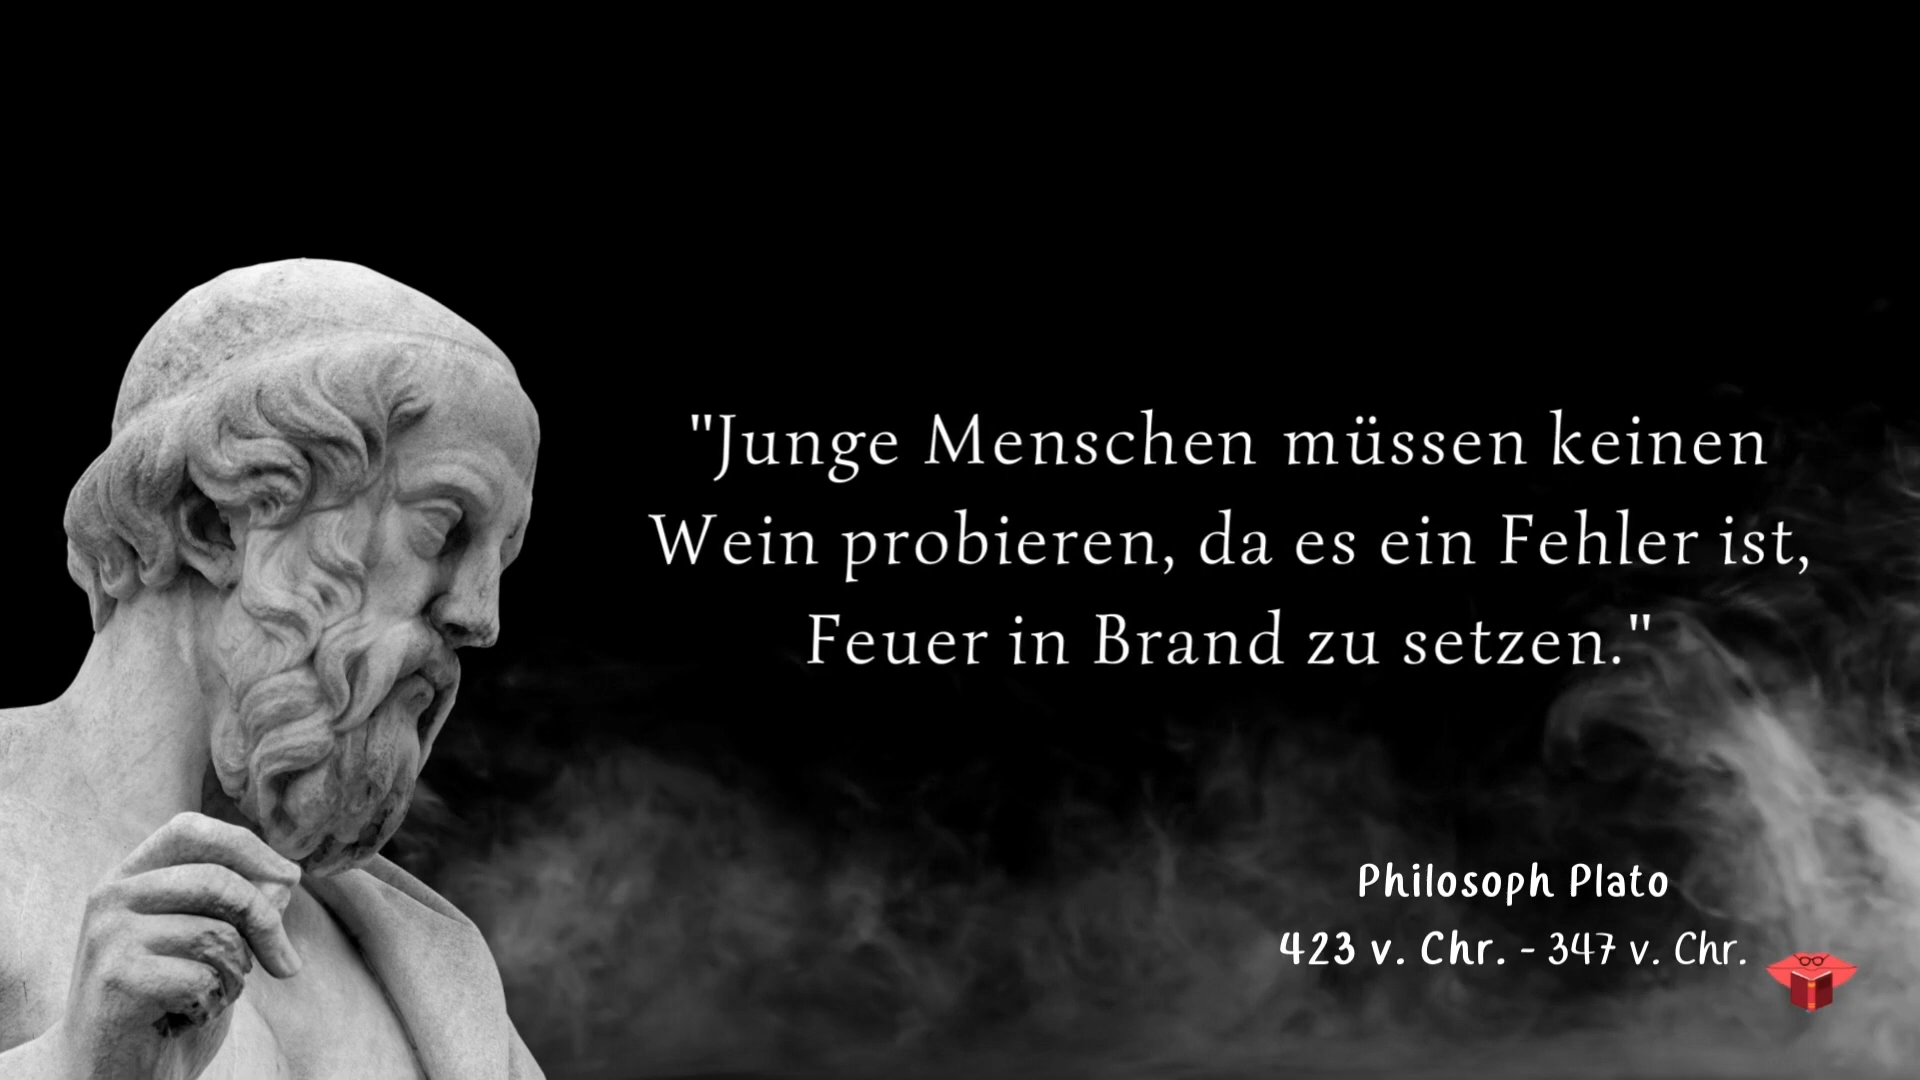 "Junge Menschen müssen keinen
Wein probieren, da es ein Fehler ist,
Feuer in Brand zu setzen."
Philosoph Plato
423 v. Chr. - 347 v. Chr.